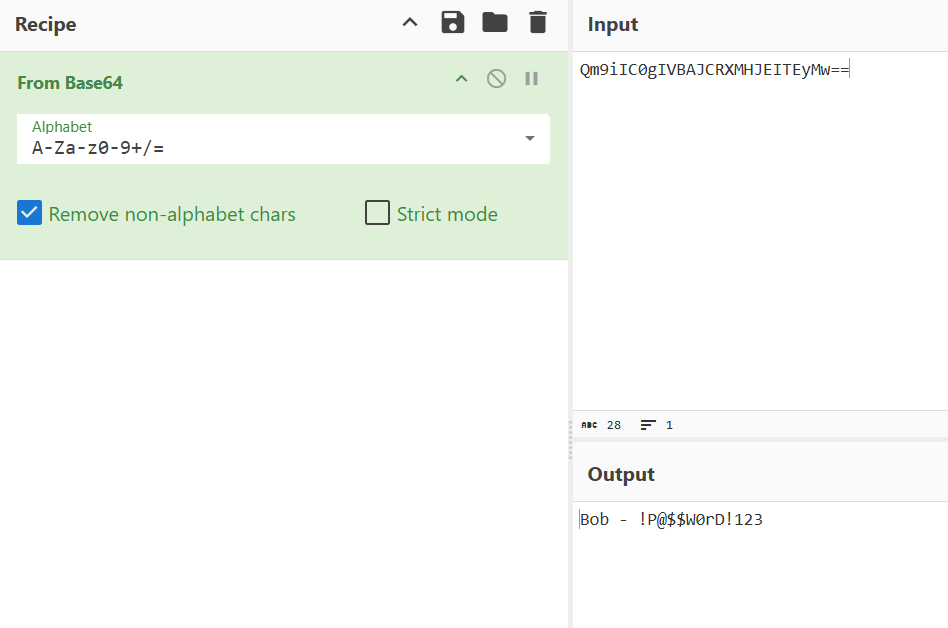 Recipe
From Base64
Alphabet
A-Za-z0-9+/=
Remove non-alphabet chars
Strict mode
Input
Qm9iIC0gIVBAJCRXMHJEITEyMw==
ABC 28 1
Output
Bob - !P@$$W0rD!123